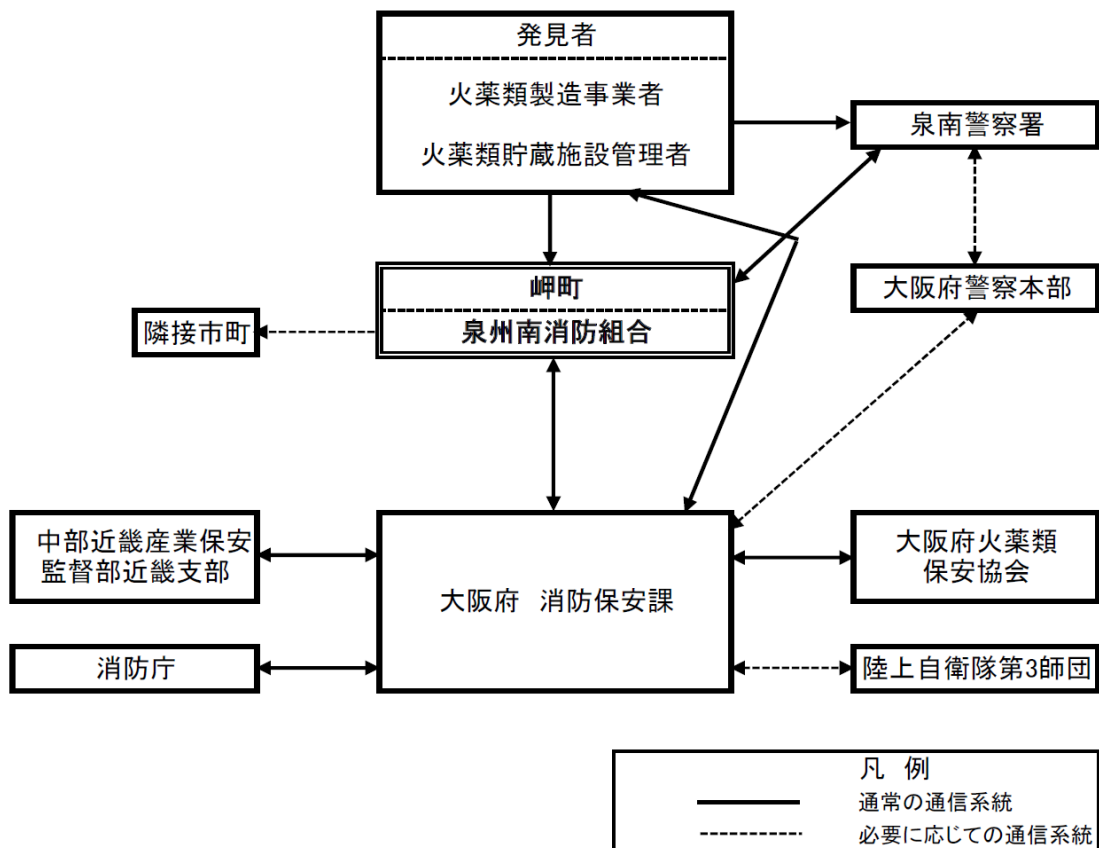 発見者
火薬類製造事業者
火薬類貯蔵施設管理者
泉南警察署
岬町
泉州南消防組合
大阪府警察本部
隣接市町
中部近畿産業保安
監督部近畿支部
大阪府　消防保安課
大阪府火薬類
保安協会
消防庁
陸上自衛隊第3師団
凡　例
通常の通信系統
必要に応じての通信系統